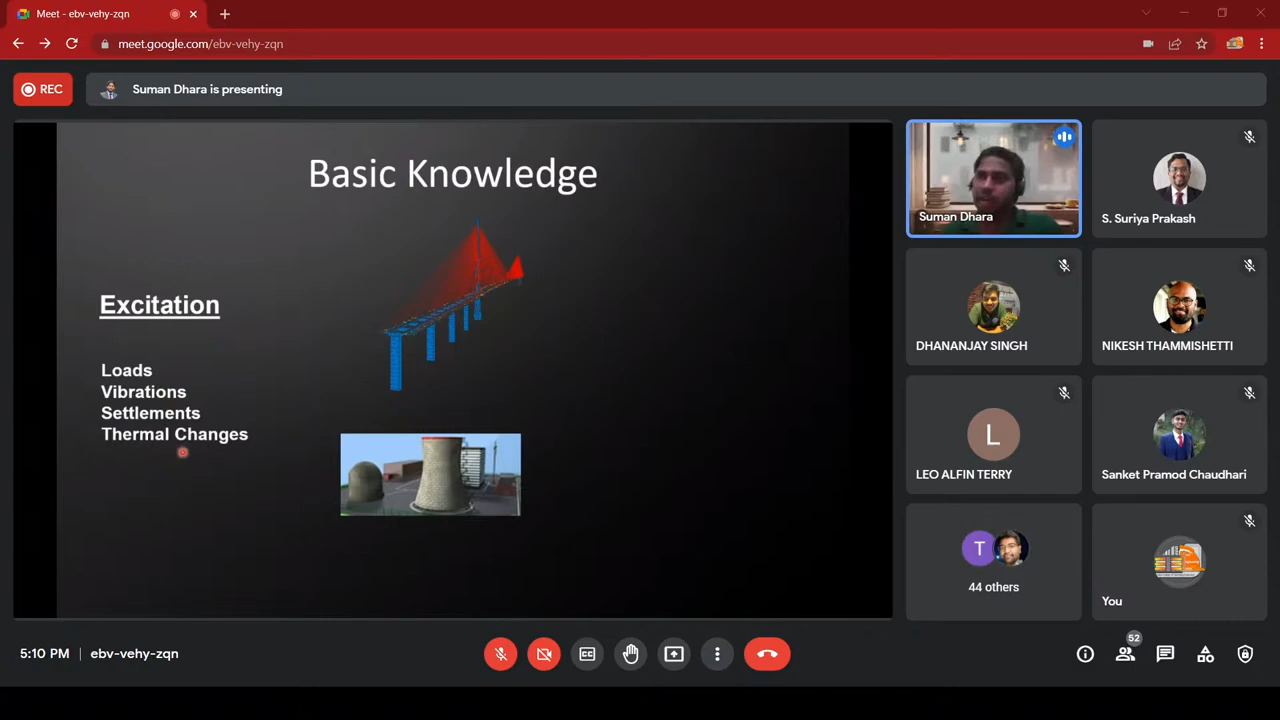 Meet - ebv-vehy-zqn
meet.google.com/ebv-vehy-zqn
REC
Suman Dhara is presenting
Basic Knowledge
Excitation
Loads
Vibrations
Settlements
Thermal Changes
Suman Dhara
S. Suriya Prakash
DHANANJAY SINGH
NIKESH THAMMISHETTI
L
LEO ALFIN TERRY
Sanket Pramod Chaudhari
T
44 others
You
5:10 PM
ebv-vehy-zqn
52